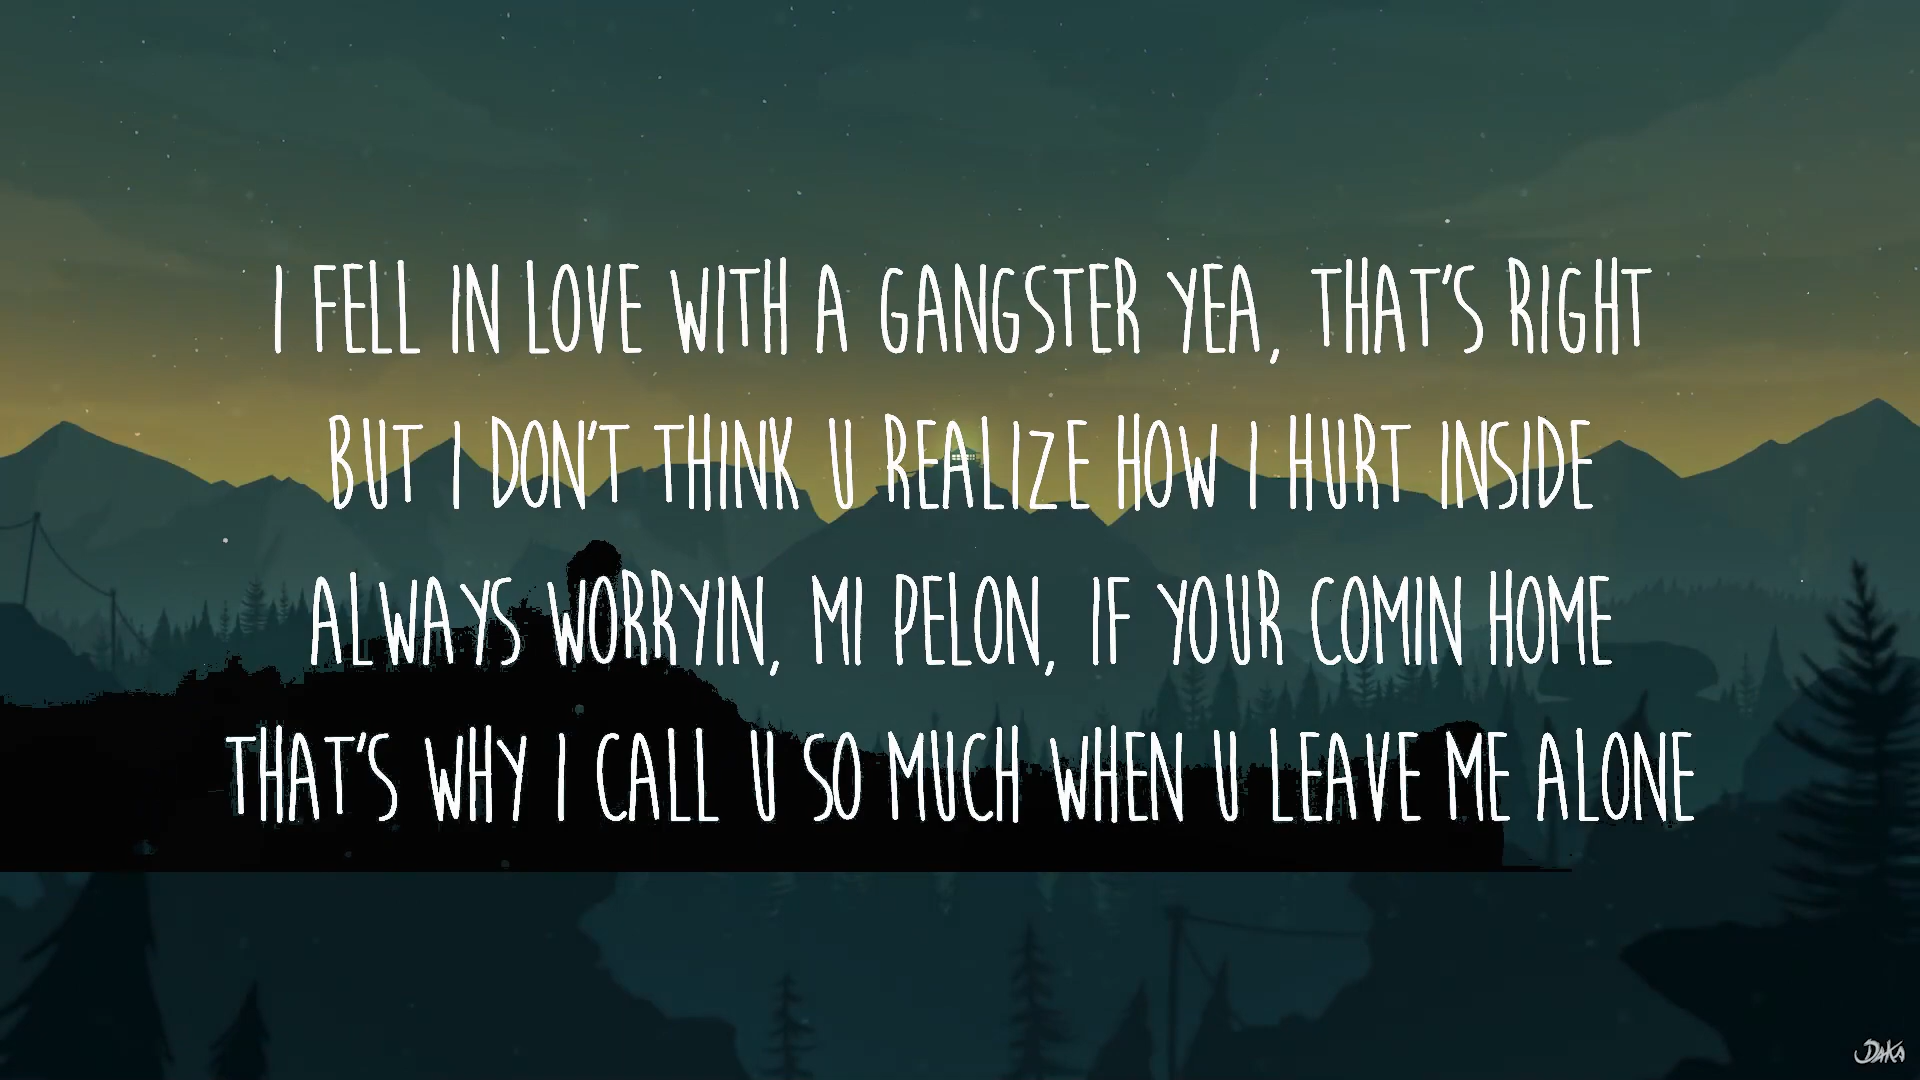 I FELL IN LOVE WITH A GANGSTER YEA, THAT'S RIGHT
BUT I DON'T THINK U REALIZE HOW I HURT INSIDE
ALWAYS WORRYIN, MI PELON, IF YOUR COMIN HOME
THAT'S WHY I CALL U SO MUCH WHEN U LEAVE ME ALONE
DAKA